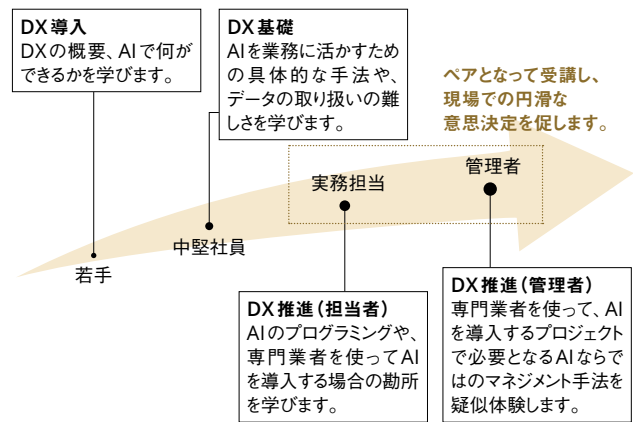 DX導入
DXの概要、AIで何が
できるかを学びます。
DX基礎
AIを業務に活かすため
の具体的な手法や、
データの取り扱いの難
しさを学びます。
ペアとなって受講し、
現場での円滑な
意思決定を促します。
若手
中堅社員
実務担当
管理者
DX推進（担当者）
AIのプログラミングや、
専門業者を使ってAI
を導入する場合の勘所
を学びます。
DX推進（管理者）
専門業者を使って、AI
を導入するプロジェクト
で必要となるAIならで
はのマネジメント手法を
疑似体験します。